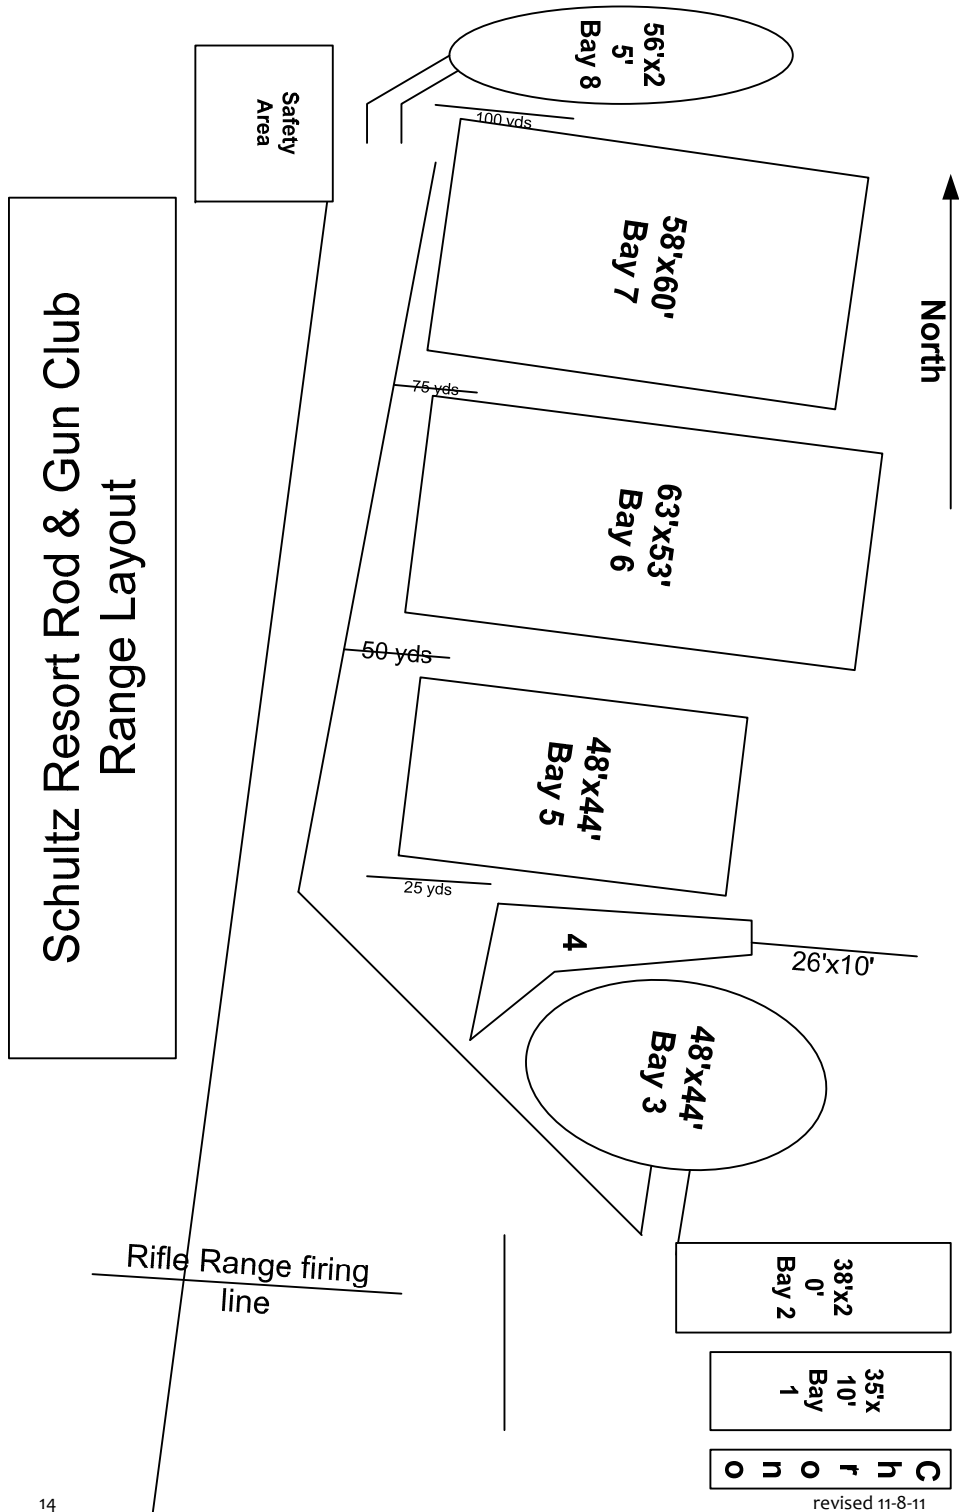 56'x2
5'
Bay 8
Safety
Area
100 yds
58'x60'
Bay 7
North
75 yds
63'x53'
Bay 6
50 yds
48'x44'
Bay 5
25 yds
4
26'x10'
48'x44'
Bay 3
Schultz Resort Rod & Gun Club
Range Layout
Rifle Range firing
line
38'x2
0'
Bay 2
35'x
10'
Bay
1
Chrono
14
revised 11-8-11